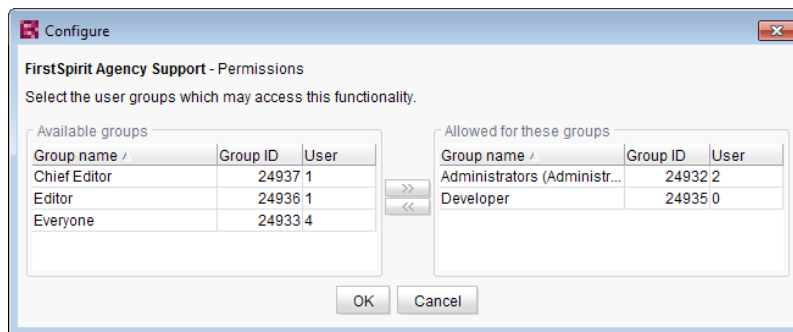 Configure
FirstSpirit Agency Support - Permissions
Select the user groups which may access this functionality.
Available groups
Group name Group ID User
Chief Editor 24937 1
Editor 24936 1
Everyone 24933 4
>>
<<
Allowed for these groups
Group name Group ID User
Administrators (Administr... 24932 2
Developer 24935 0
OK Cancel